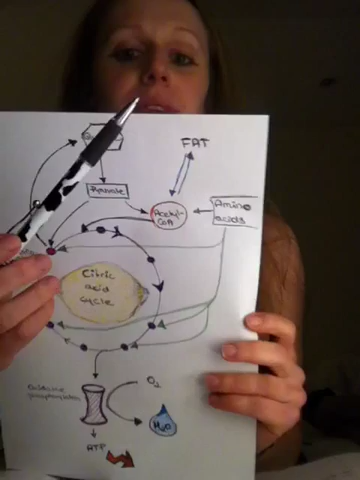 FAT
Pyruvate
Acetyl-
CoA
Amino
acids
Citric
acid
cycle
O₂
H₂O
ATP